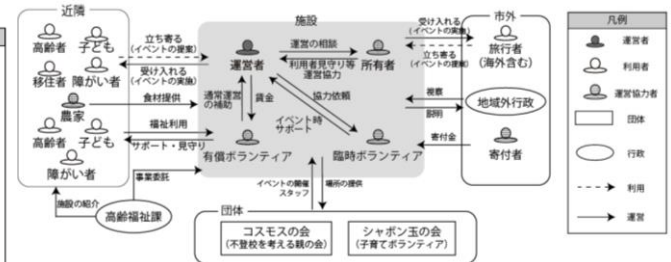 近隣
高齢者 子ども
移住者 障がい者
農家
高齢者 子ども
障がい者
立ち寄る
(イベントの提案)
受け入れる
(イベントの実施)
食材提供
福祉利用
サポート・見守り
施設の紹介
事業委託
高齢福祉課
施設
運営者
運営の相談
利用者見守り等
運営協力
所有者
通常運営
の補助
賃金
協力依頼
イベント時
サポート
有償ボランティア
臨時ボランティア
イベントの開催
スタッフ
場所の提供
団体
コスモスの会
(不登校を考える親の会)
シャボン玉の会
(子育てボランティア)
受け入れる
(イベントの実施)
立ち寄る
視察
説明
寄付金
市外
旅行者
(海外含む)
地域外行政
寄付者
凡例
運営者
利用者
運営協力者
団体
行政
利用
運営